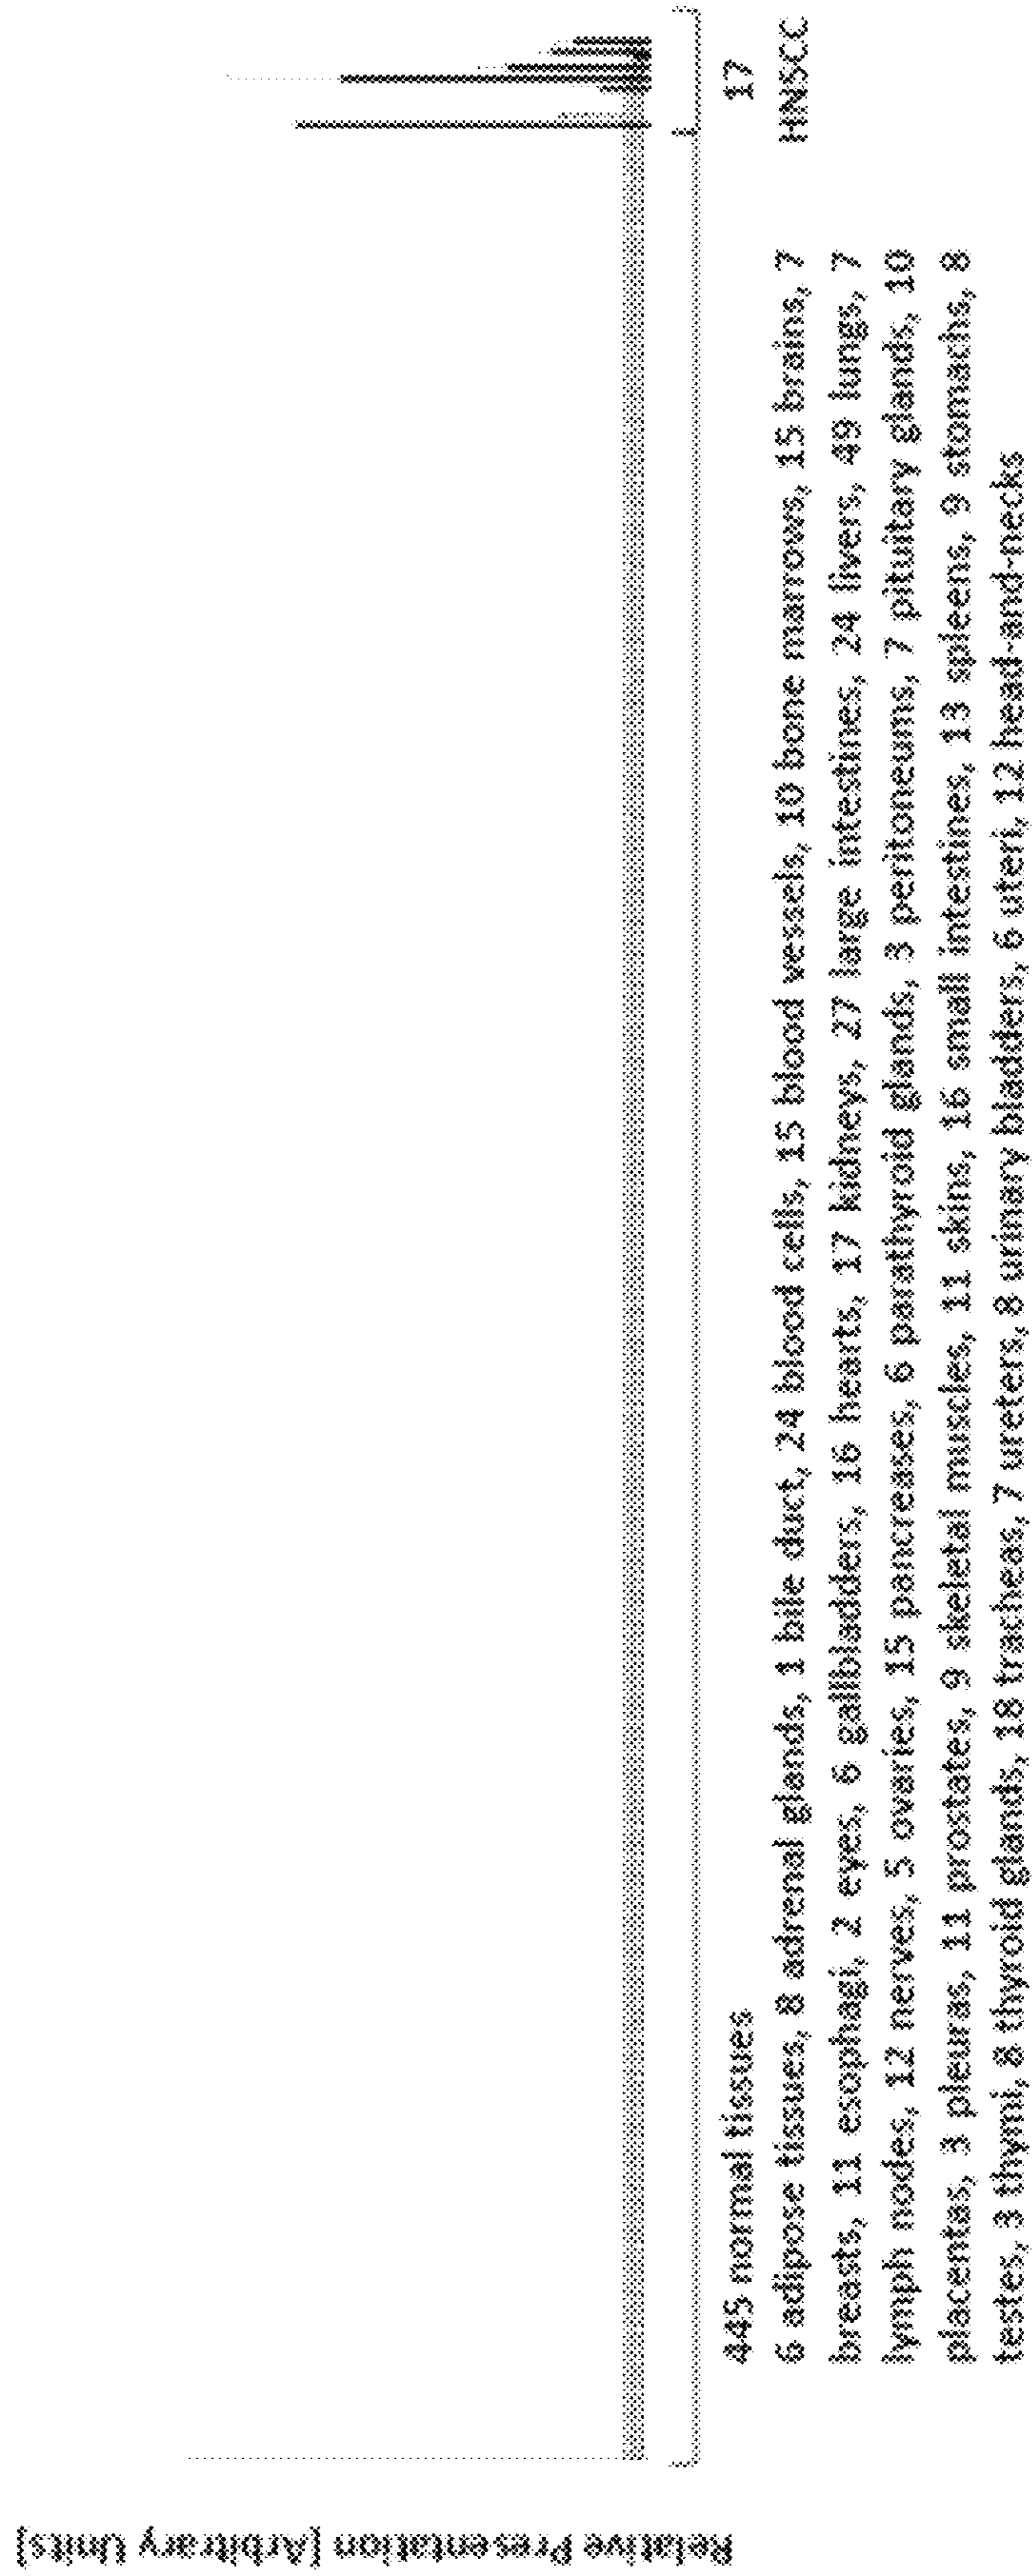 Relative Presentation [Arbitrary Units]
445 normal tissues
17
HNSCC
6 adipose tissues, 8 adrenal glands, 1 bile duct, 24 blood cells, 15 blood vessels, 10 bone marrows, 15 brains, 7
breasts, 11 esophagi, 2 eyes, 6 gallbladders, 16 hearts, 17 kidneys, 27 large intestines, 24 livers, 49 lungs, 7
lymph nodes, 12 nerves, 5 ovaries, 15 pancreases, 6 parathyroid glands, 3 peritoneums, 7 pituitary glands, 10
placentas, 3 pleuras, 11 prostates, 9 skeletal muscles, 11 skins, 16 small intestines, 13 spleens, 9 stomachs, 8
testes, 3 thymi, 8 thyroid glands, 18 tracheas, 7 ureters, 8 urinary bladders, 6 uteri, 12 head-and-necks